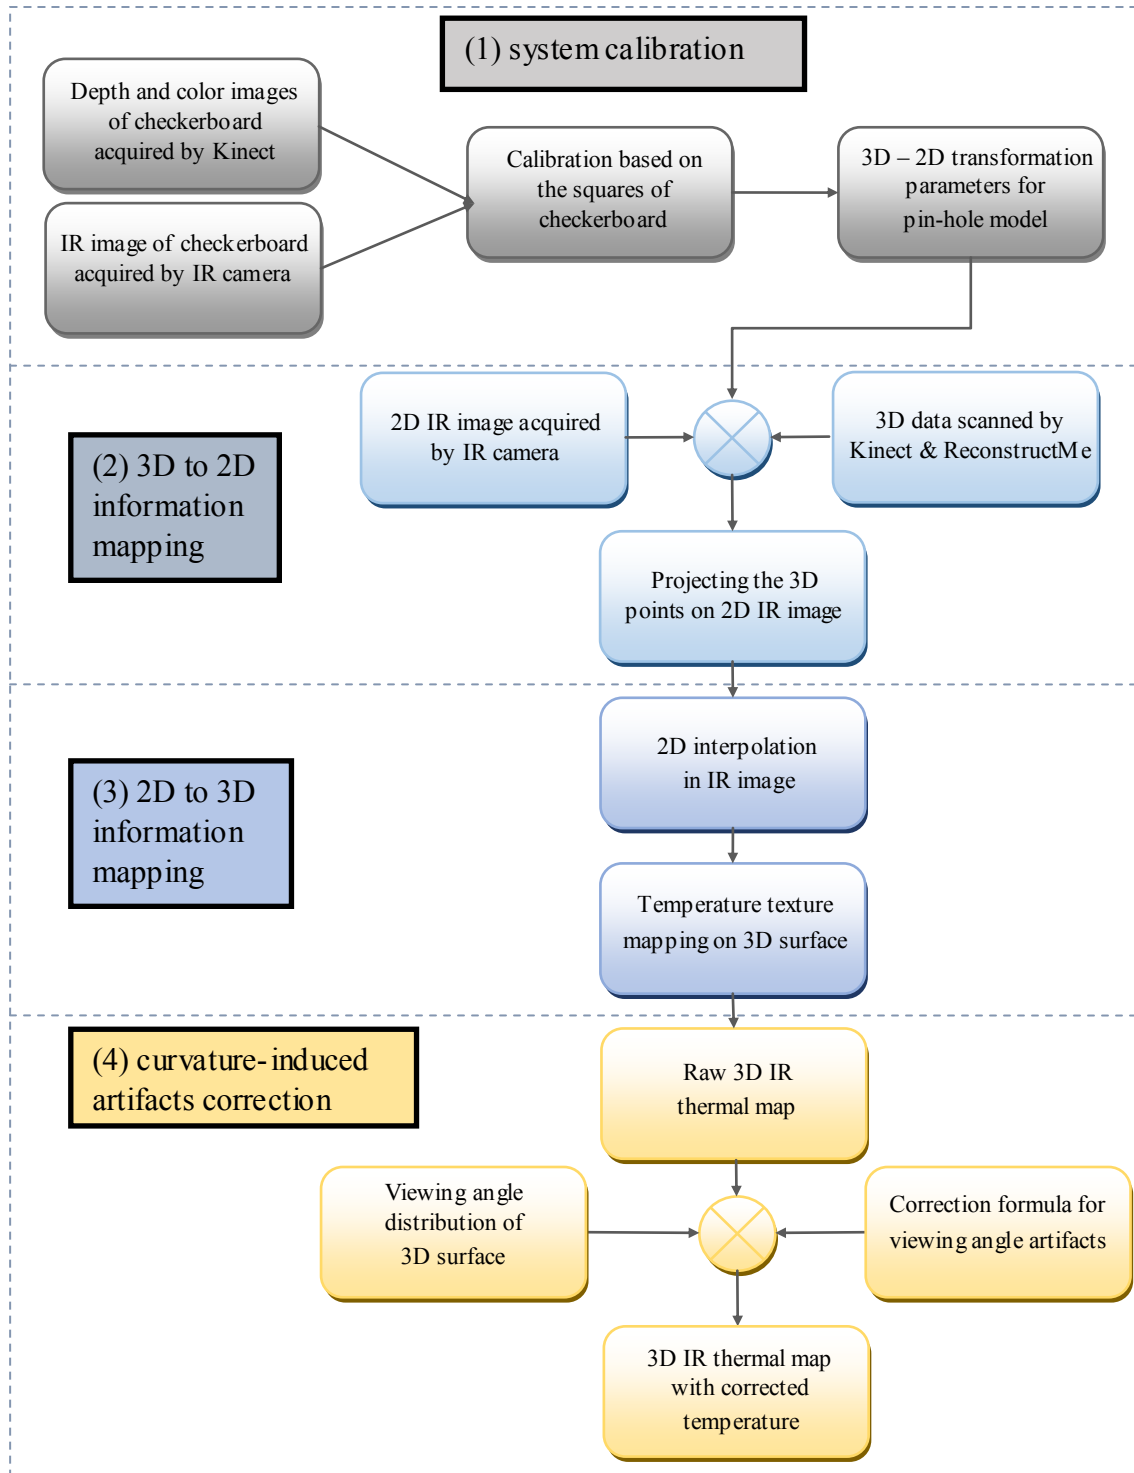 (1) system calibration
Depth and color images
of checkerboard
acquired by Kinect
IR image of checkerboard
acquired by IR camera
Calibration based on
the squares of
checkerboard
3D – 2D transformation
parameters for
pin-hole model
(2) 3D to 2D
information
mapping
2D IR image acquired
by IR camera
3D data scanned by
Kinect & ReconstructMe
Projecting the 3D
points on 2D IR image
(3) 2D to 3D
information
mapping
2D interpolation
in IR image
Temperature texture
mapping on 3D surface
(4) curvature-induced
artifacts correction
Raw 3D IR
thermal map
Viewing angle
distribution of
3D surface
Correction formula for
viewing angle artifacts
3D IR thermal map
with corrected
temperature